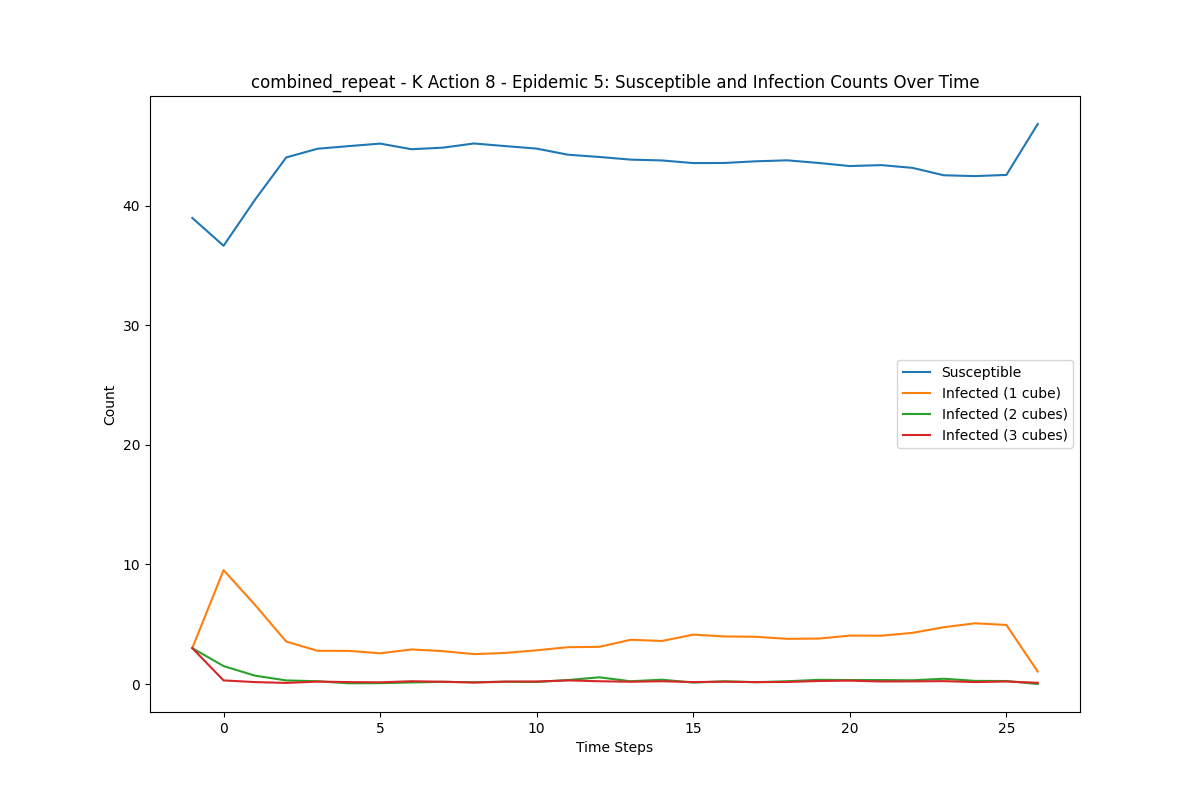 combined_repeat - K Action 8 - Epidemic 5: Susceptible and Infection Counts Over Time
40
30
20
10
0
Count
Susceptible
Infected (1 cube)
Infected (2 cubes)
Infected (3 cubes)
0 5 10 15 20 25
Time Steps